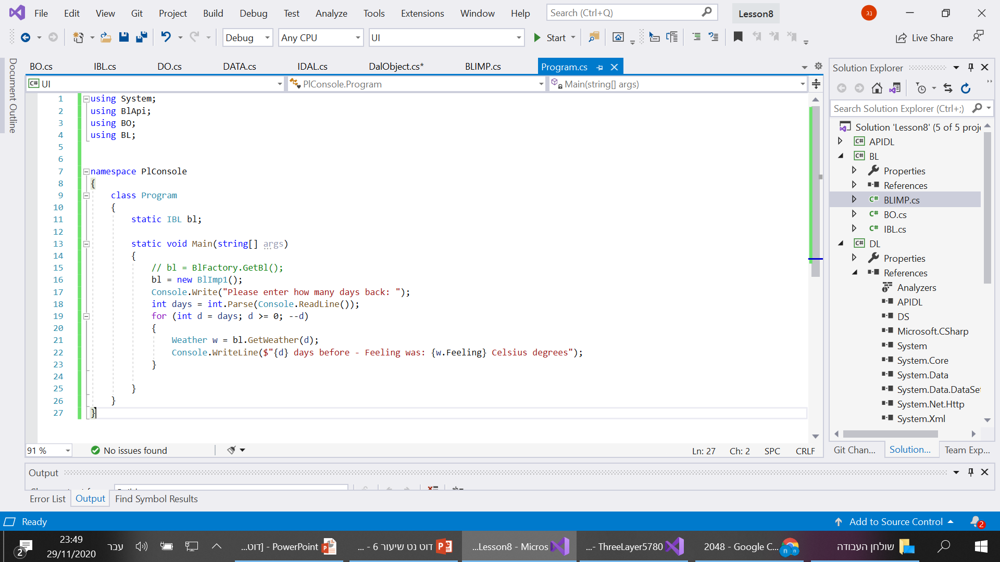 File Edit View Git Project Build Debug Test Analyze Tools Extensions Window Help Search (Ctrl+Q) Lesson8 נג
Debug Any CPU UI Start Live Share
Document Outline
BO.cs IBL.cs DO.cs DATA.cs IDAL.cs DalObject.cs* BLIMP.cs Program.cs
C# UI PlConsole.Program Main(string[] args)
1 using System;
2 using BlApi;
3 using BO;
4 using BL;
5
6
7 namespace PlConsole
8 {
9 class Program
10 {
11 static IBL bl;
12
13 static void Main(string[] args)
14 {
15 // bl = BlFactory.GetBl();
16 bl = new BlImp1();
17 Console.Write("Please enter how many days back: ");
18 int days = int.Parse(Console.ReadLine());
19 for (int d = days; d >= 0; --d)
20 {
21 Weather w = bl.GetWeather(d);
22 Console.WriteLine($"{d} days before - Feeling was: {w.Feeling} Celsius degrees");
23 }
24
25 }
26 }
27 }
91 % No issues found Ln: 27 Ch: 2 SPC CRLF
Solution Explorer
Search Solution Explorer (Ctrl+;)
Solution 'Lesson8' (5 of 5 proje
C# APIDL
C# BL
Properties
References
C# BLIMP.cs
C# BO.cs
C# IBL.cs
C# DL
Properties
References
Analyzers
APIDL
DS
Microsoft.CSharp
System
System.Core
System.Data
System.Data.DataSet
System.Net.Http
System.Xml
Git Chan... Solution... Team Exp...
Output
Error List Output Find Symbol Results
Ready Add to Source Control 2
2 23:49
29/11/2020
עבר
...דוט] - PowerPoint
... - דוט נט שיעור 6
...Lesson8 - Micros
...- ThreeLayer5780
2048 - Google C...
שולחן העבודה